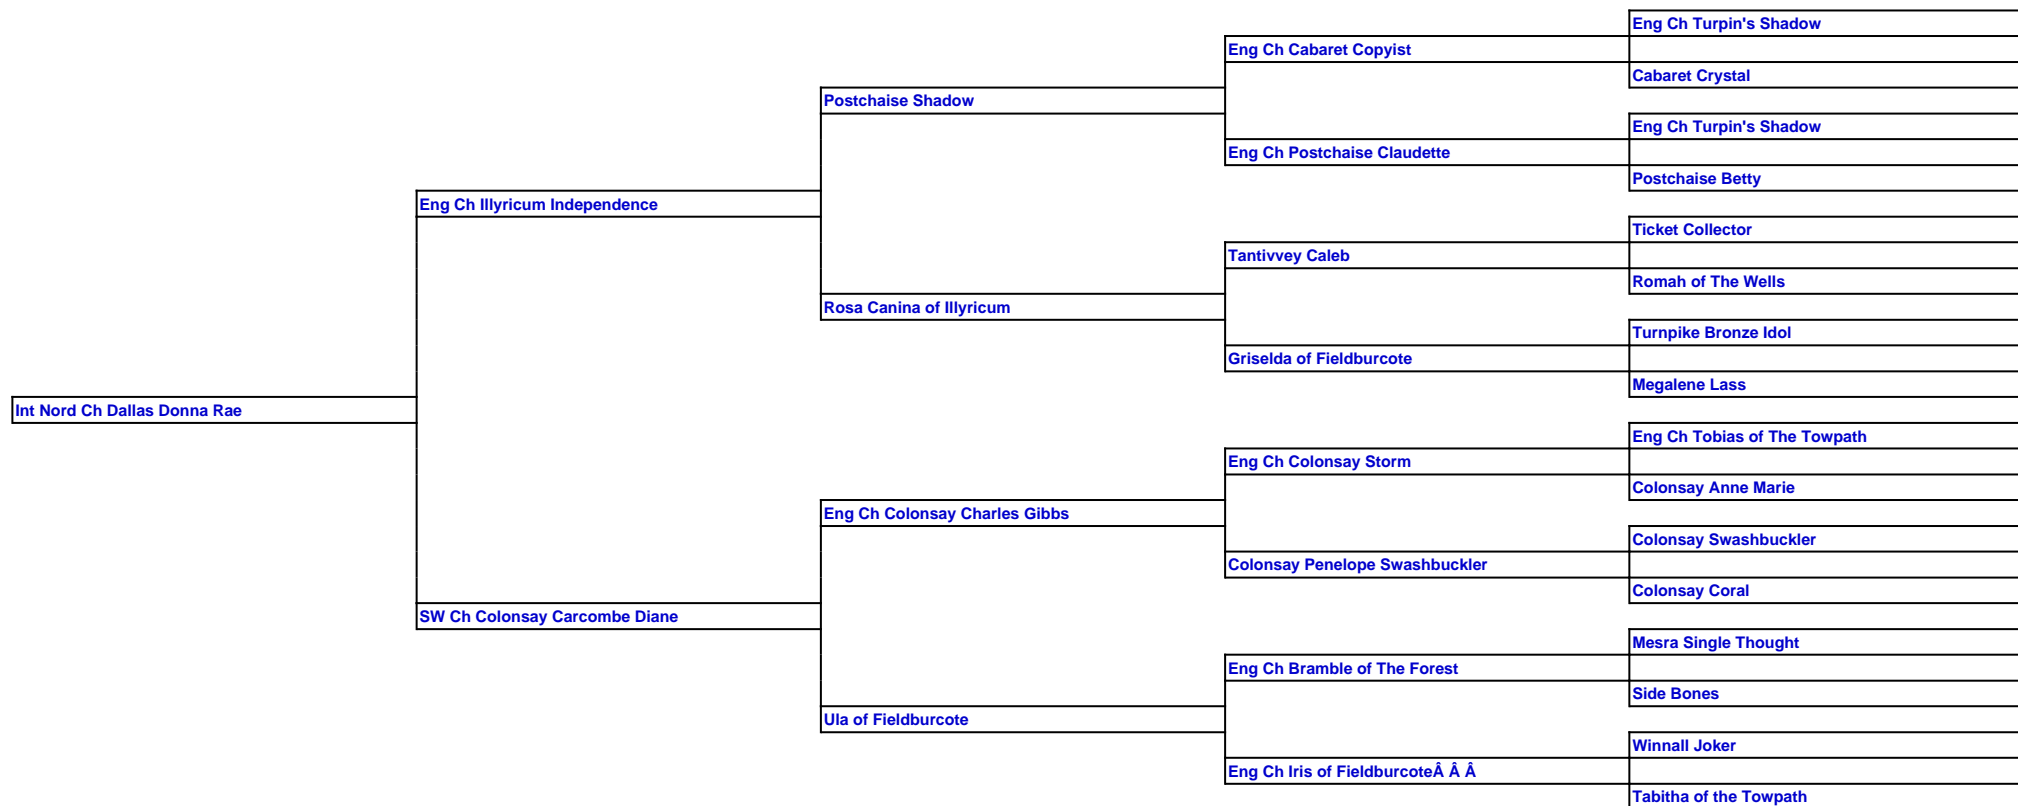 Eng Ch Turpin's Shadow
Eng Ch Cabaret Copyist
Cabaret Crystal
Postchaise Shadow
Eng Ch Turpin's Shadow
Eng Ch Postchaise Claudette
Postchaise Betty
Eng Ch Illyricum Independence
Ticket Collector
Tantivvey Caleb
Romah of The Wells
Rosa Canina of Illyricum
Turnpike Bronze Idol
Griselda of Fieldburcote
Megalene Lass
Int Nord Ch Dallas Donna Rae
Eng Ch Tobias of The Towpath
Eng Ch Colonsay Storm
Colonsay Anne Marie
Eng Ch Colonsay Charles Gibbs
Colonsay Swashbuckler
Colonsay Penelope Swashbuckler
Colonsay Coral
SW Ch Colonsay Carcombe Diane
Mesra Single Thought
Eng Ch Bramble of The Forest
Side Bones
Ula of Fieldburcote
Winnall Joker
Eng Ch Iris of FieldburcoteÂ Â Â
Tabitha of the Towpath